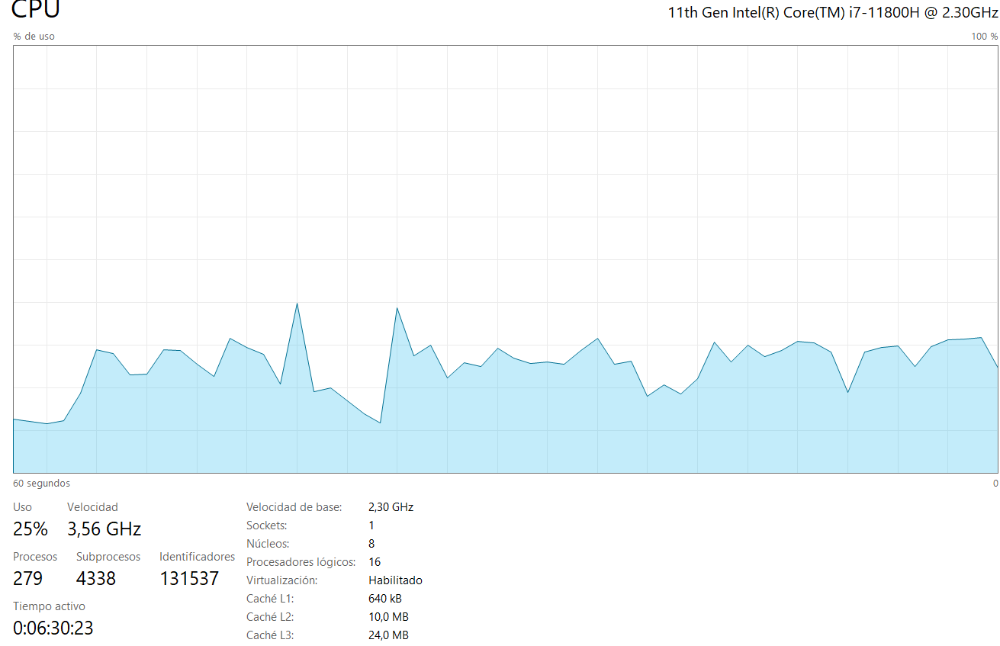 CPU
11th Gen Intel(R) Core(TM) i7-11800H @ 2.30GHz
% de uso
100 %
60 segundos
0
Uso
Velocidad
25%
3,56 GHz
Procesos
Subprocesos
Identificadores
279
4338
131537
Tiempo activo
0:06:30:23
Velocidad de base:
2,30 GHz
Sockets:
1
Núcleos:
8
Procesadores lógicos:
16
Virtualización:
Habilitado
Caché L1:
640 kB
Caché L2:
10,0 MB
Caché L3:
24,0 MB